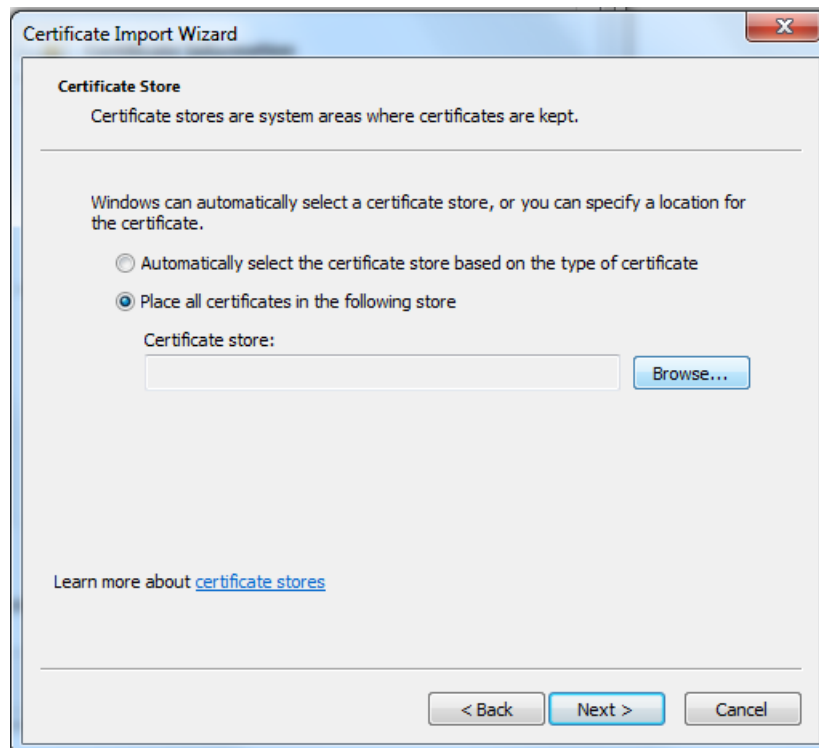 Certificate Import Wizard
Certificate Store
Certificate stores are system areas where certificates are kept.
Windows can automatically select a certificate store, or you can specify a location for
the certificate.
Automatically select the certificate store based on the type of certificate
Place all certificates in the following store
Certificate store:
Browse...
Learn more about certificate stores
< Back
Next >
Cancel